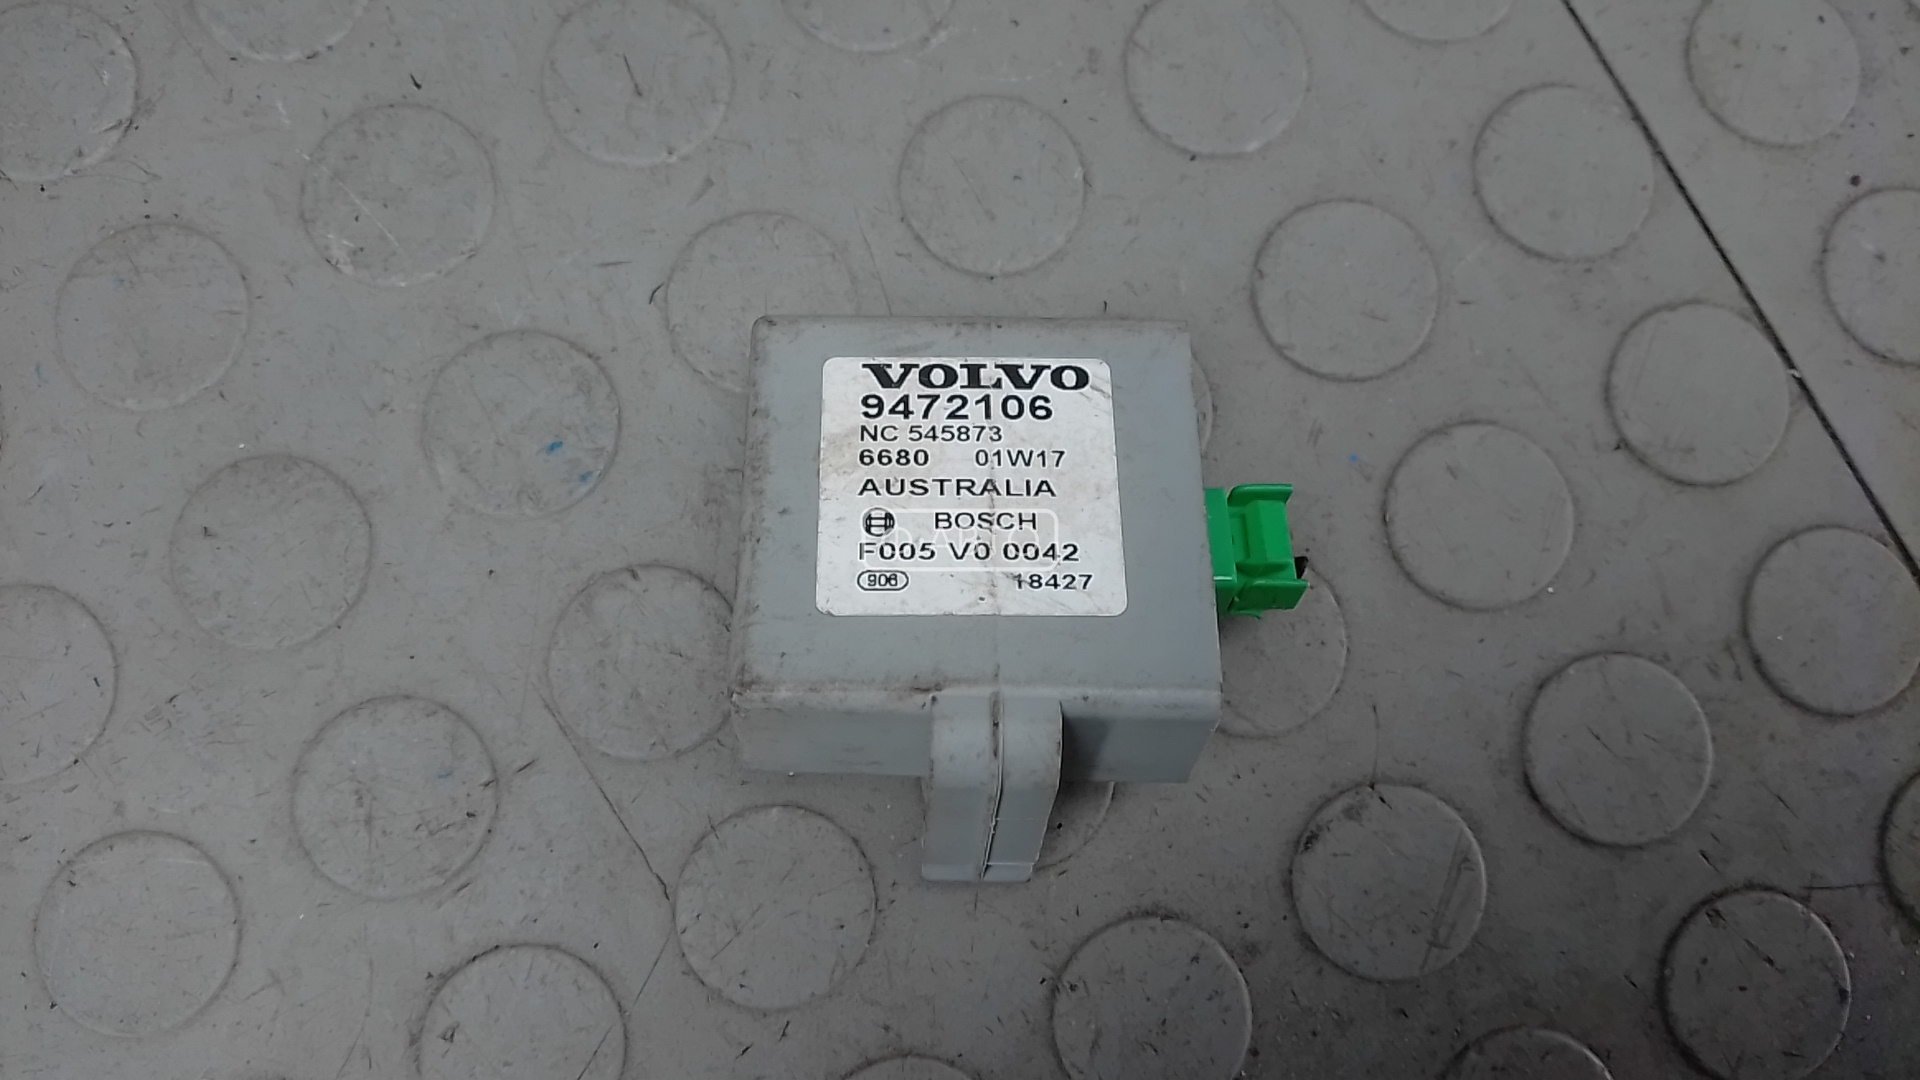 VOLVO
9472106
NC 545873
6680 01W17
AUSTRALIA
BOSCH
F005 V0 0042
906 18427